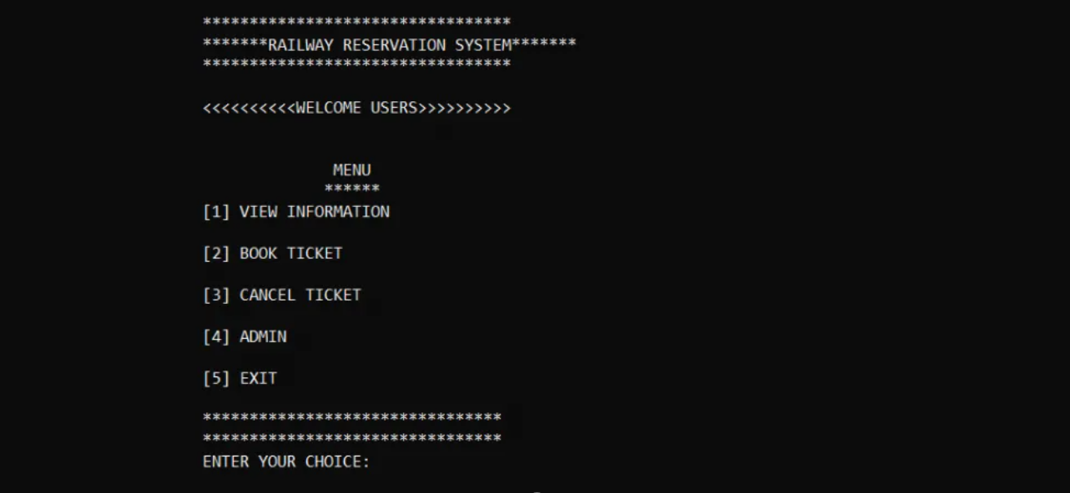 *********************************
*******RAILWAY RESERVATION SYSTEM*******
*********************************
<<<<<<<<<<WELCOME USERS>>>>>>>>>>
MENU
******
[1] VIEW INFORMATION
[2] BOOK TICKET
[3] CANCEL TICKET
[4] ADMIN
[5] EXIT
********************************
********************************
ENTER YOUR CHOICE: